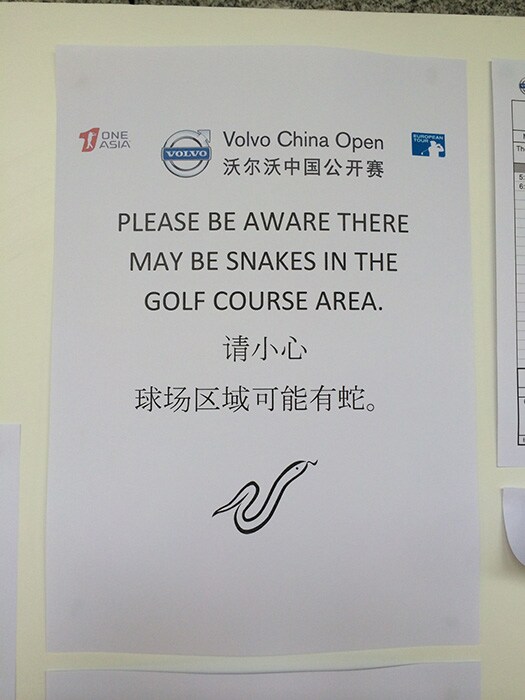 ONE
ASIA
VOLVO
Volvo China Open
沃尔沃中国公开赛
EUROPEAN
TOUR
PLEASE BE AWARE THERE
MAY BE SNAKES IN THE
GOLF COURSE AREA.
请小心
球场区域可能有蛇。